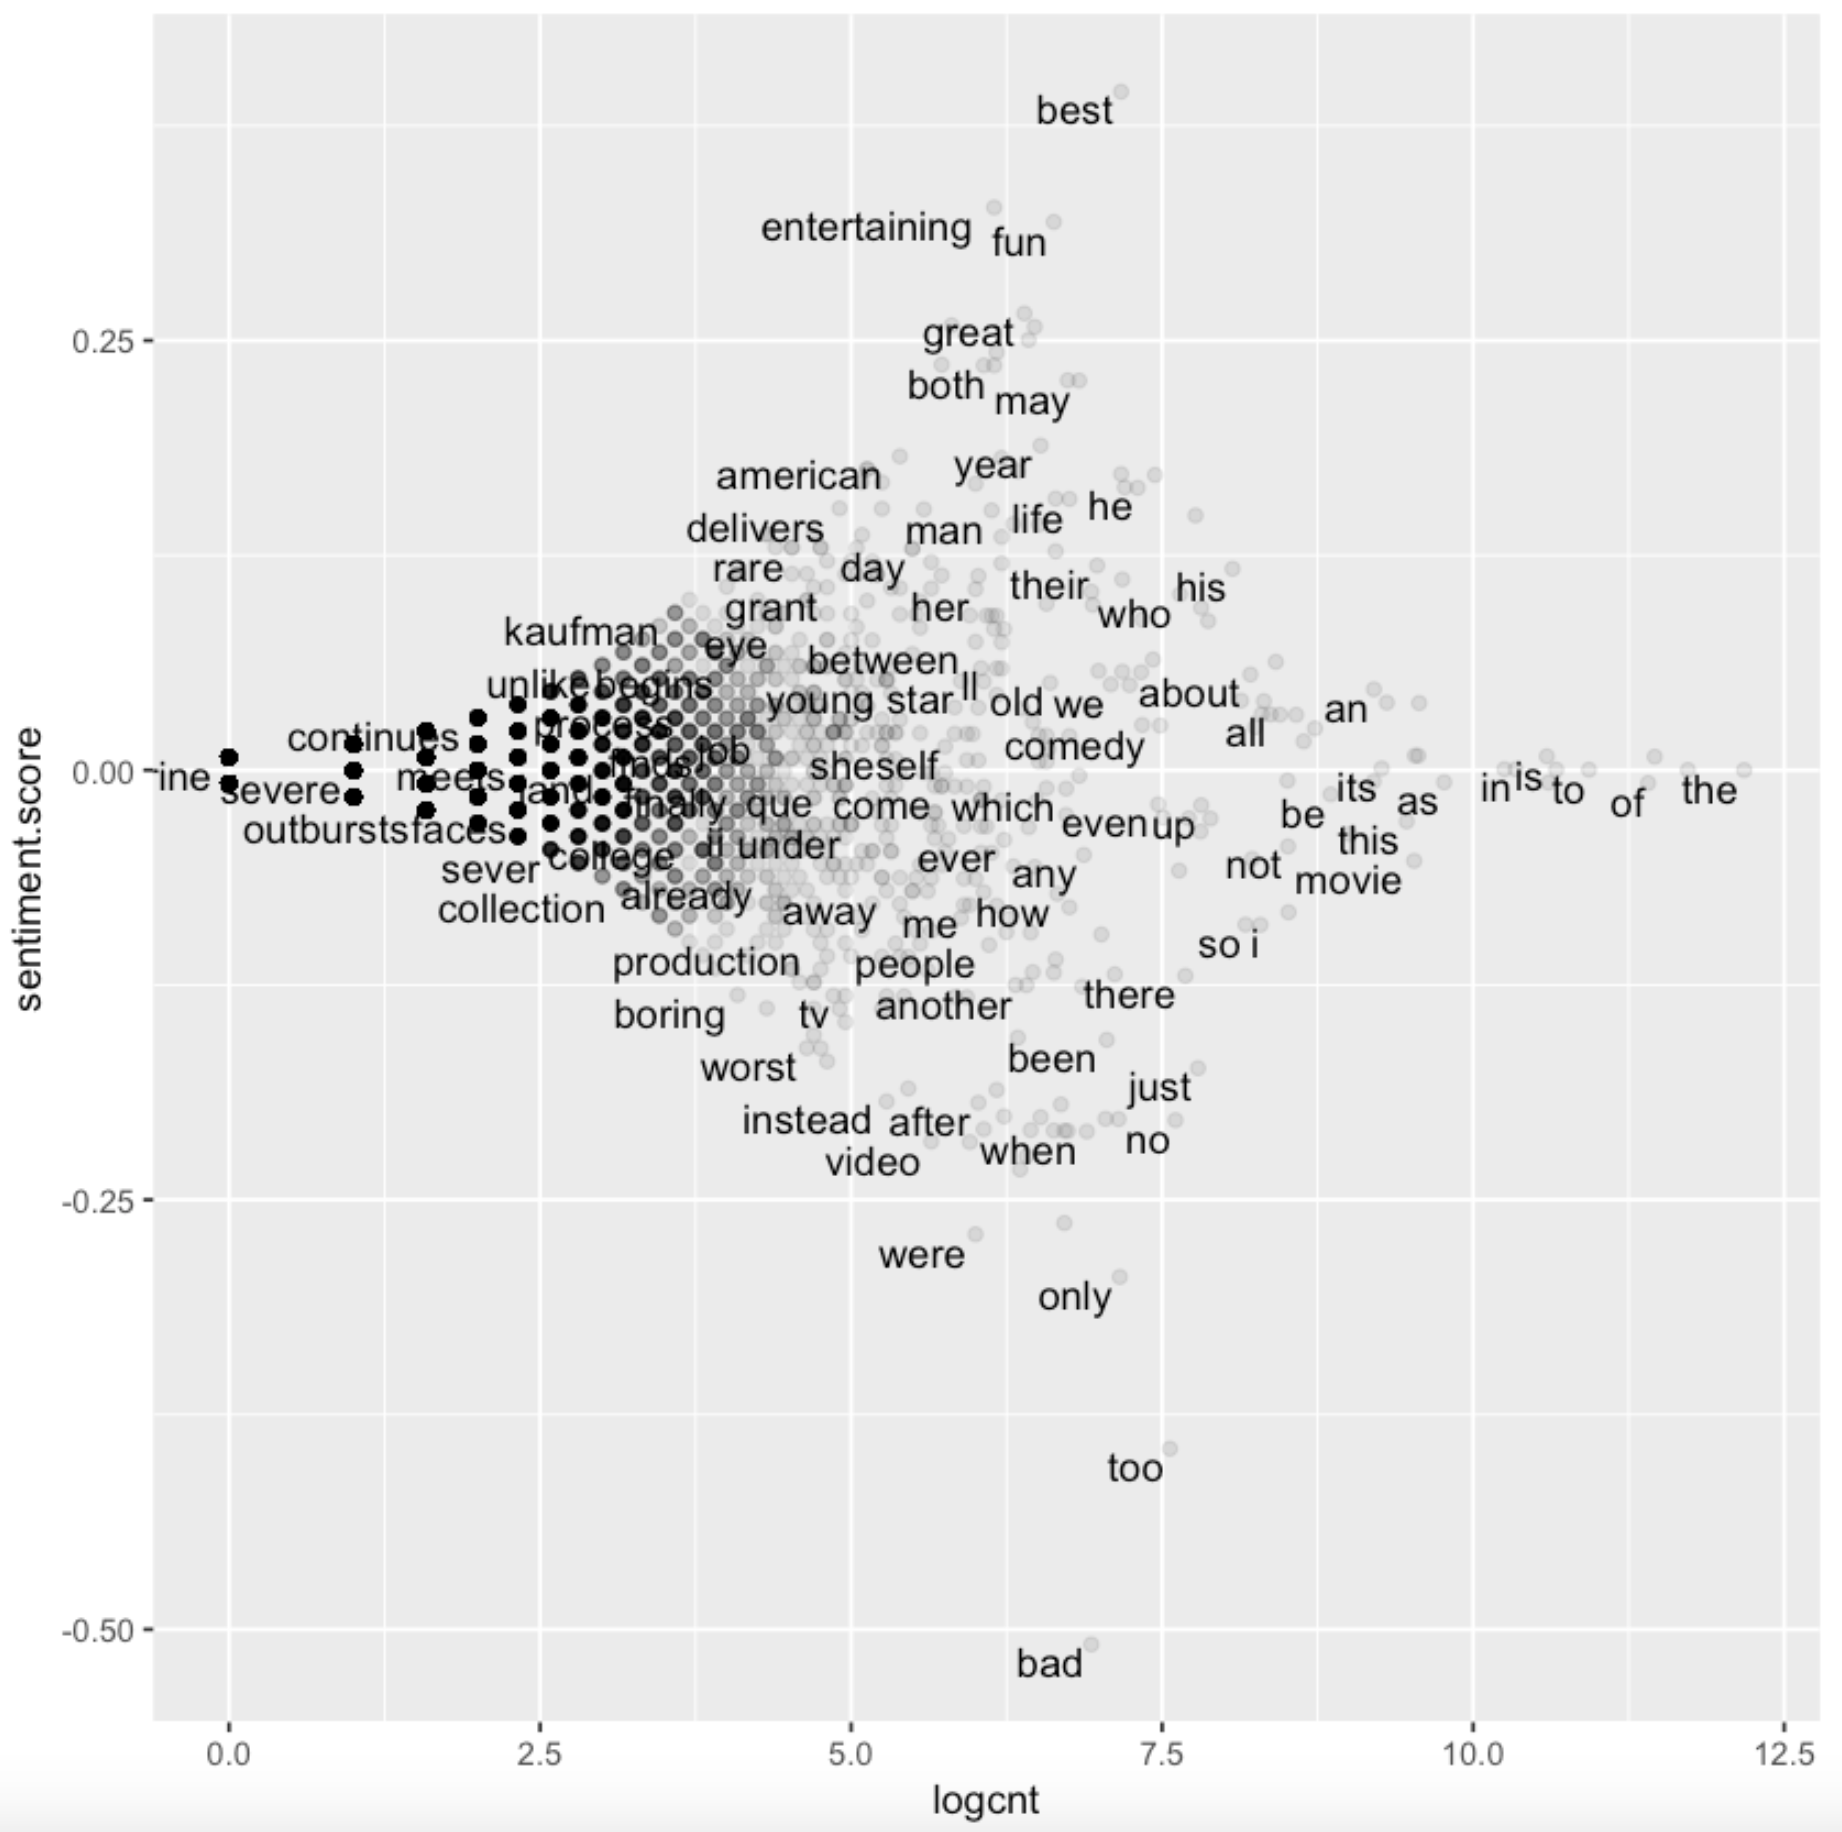 best
entertaining
fun
0.25
great
both
may
american
year
delivers
man
life
he
rare
day
their
his
grant
her
who
kaufman
eye
between
unlike begins
young star ll
old we
about
an
continues
process
job
comedy
all
sentiment.score
0.00
ine
severe
meets
sheself
its
in is to of the
finally
que
come
which
even up
be
as
outbursts faces
under
this
sever
college
ever
any
not
movie
collection
already
away
me
how
so i
production
people
boring
tv
another
there
worst
been
just
instead
after
when
no
video
-0.25
were
only
too
-0.50
bad
0.0 2.5 5.0 7.5 10.0 12.5
logcnt